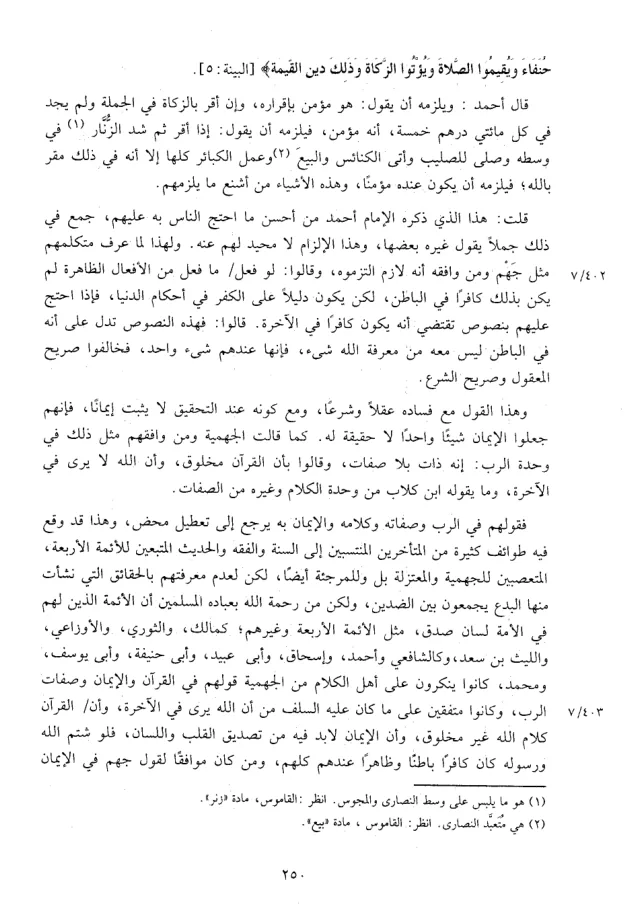 حُنَفَاءَ وَيُقِيمُوا الصَّلاةَ وَيُؤْتُوا الزَّكَاةَ وَذَلِكَ دين القَيمة﴾ [البينة: ٥].
قال أحمد : ويلزمه أن يقول: هو مؤمن بإقراره، وإن أقر بالزكاة في الجملة ولم يجد
في كل مائتي درهم خمسة، أنه مؤمن، فيلزمه أن يقول: إذا أقر ثم شد الزُّنَّار (١) في
وسطه وصلى للصليب وأتى الكنائس والبيعَ (٢)وعمل الكبائر كلها إلا أنه في ذلك مقر
بالله؛ فيلزمه أن يكون عنده مؤمنًا، وهذه الأشياء من أشنع ما يلزمهم.
قلت: هذا الذي ذكره الإمام أحمد من أحسن ما احتج الناس به عليهم، جمع في
ذلك جملاً يقول غيره بعضها، وهذا الإلزام لا محيد لهم عنه. ولهذا لما عرف متكلمهم
مثل جَهْم ومن وافقه أنه لازم التزموه، وقالوا: لو فعل/ ما فعل من الأفعال الظاهرة لم
٧/٤٠٢
يكن بذلك كافرًا في الباطن، لكن يكون دليلاً على الكفر في أحكام الدنيا، فإذا احتج
عليهم بنصوص تقتضي أنه يكون كافرًا في الآخرة. قالوا: فهذه النصوص تدل على أنه
في الباطن ليس معه من معرفة الله شىء، فإنها عندهم شىء واحد، فخالفوا صريح
المعقول وصريح الشرع.
وهذا القول مع فساده عقلاً وشرعًا، ومع كونه عند التحقيق لا يثبت إيمانًا، فإنهم
جعلوا الإيمان شيئًا واحدًا لا حقيقة له. كما قالت الجهمية ومن وافقهم مثل ذلك في
وحدة الرب: إنه ذات بلا صفات، وقالوا بأن القرآن مخلوق، وأن الله لا يرى في
الآخرة، وما يقوله ابن كلاب من وحدة الكلام وغيره من الصفات.
فقولهم في الرب وصفاته وكلامه والإيمان به يرجع إلى تعطيل محض، وهذا قد وقع
فيه طوائف كثيرة من المتأخرين المنتسبين إلى السنة والفقه والحديث المتبعين للأئمة الأربعة،
المتعصبين للجهمية والمعتزلة بل وللمرجئة أيضًا، لكن لعدم معرفتهم بالحقائق التي نشأت
منها البدع يجمعون بين الضدين، ولكن من رحمة الله بعباده المسلمين أن الأئمة الذين لهم
في الأمة لسان صدق، مثل الأئمة الأربعة وغيرهم؛ كمالك، والثوري، والأوزاعي،
والليث بن سعد،وكالشافعي وأحمد، وإسحاق، وأبى عبيد، وأبى حنيفة، وأبى يوسف،
ومحمد، كانوا ينكرون على أهل الكلام من الجهمية قولهم في القرآن والإيمان وصفات
الرب، وكانوا متفقين على ما كان عليه السلف من أن الله يرى في الآخرة، وأن/ القرآن
٧/٤٠٣
كلام الله غير مخلوق، وأن الإيمان لابد فيه من تصديق القلب واللسان، فلو شتم الله
ورسوله كان كافرًا باطنًا وظاهرًا عندهم كلهم، ومن كان موافقًا لقول جهم في الإيمان
(١) هو ما يلبس على وسط النصارى والمجوس. انظر :القاموس، مادة «زنر».
(٢) هي مُتَعبَّد النصارى. انظر: القاموس ، مادة «بيع».
٢٥٠